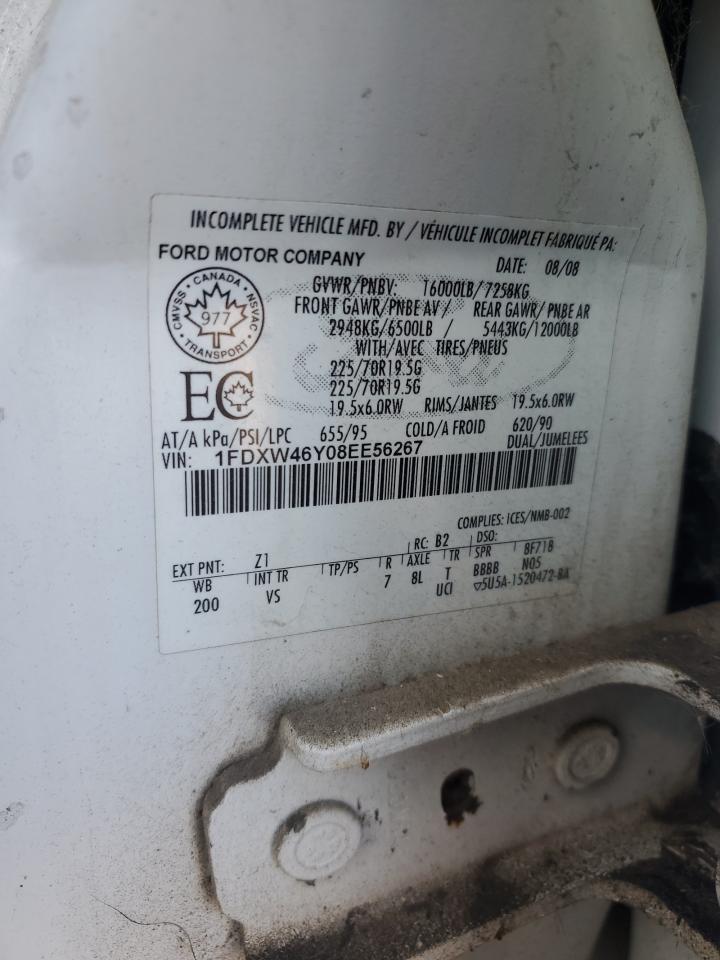 INCOMPLETE VEHICLE MFD. BY / VÉHICULE INCOMPLET FABRIQUÉ PA:
FORD MOTOR COMPANY
DATE: 08/08
GVWR/PNBV: 16000LB/7258KG
FRONT GAWR/PNBE AV / REAR GAWR/ PNBE AR
2948KG/6500LB / 5443KG/12000LB
WITH/AVEC TIRES/PNEUS
225/70R19.5G
225/70R19.5G
19.5x6.0RW RIMS/JANTES 19.5x6.0RW
AT/A kPa/PSI/LPC 655/95 COLD/A FROID 620/90
DUAL/JUMELEES
CMVSS · CANADA · NSVAC
977
· TRANSPORT ·
EC
VIN: 1FDXW46Y08EE56267
COMPLIES: ICES/NMB-002
EXT PNT: Z1 RC: B2 DSO:
WB INT TR TP/PS R AXLE TR SPR 8F718
200 VS 7 8L T BBBB N05
UCI ▽5U5A-1520472-BA